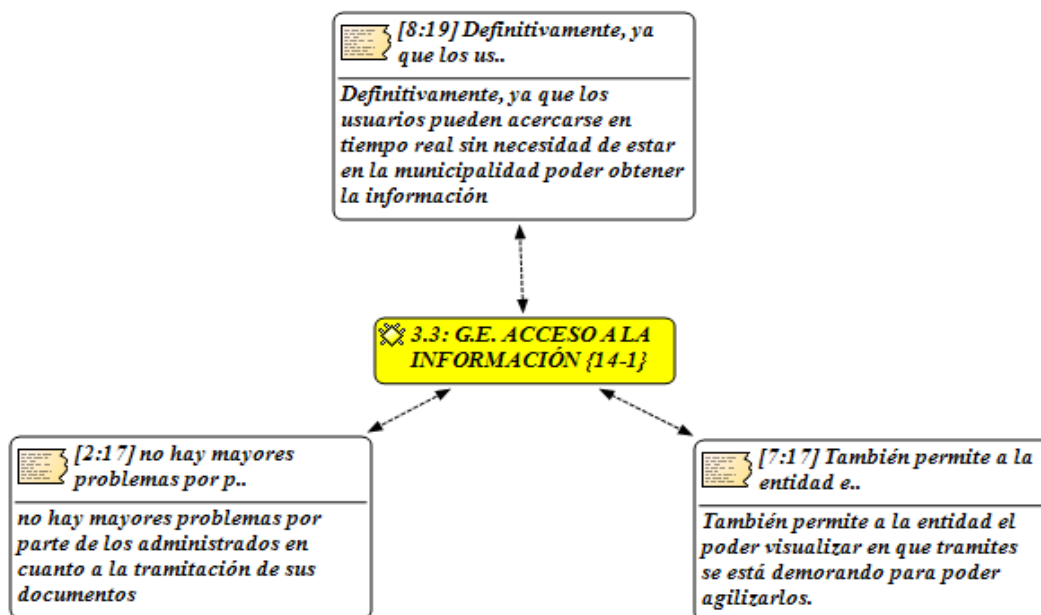 [8:19] Definitivamente, ya
que los us..
Definitivamente, ya que los
usuarios pueden acercarse en
tiempo real sin necesidad de estar
en la municipalidad poder obtener
la información
3.3: G.E. ACCESO A LA
INFORMACIÓN {14-1}
[2:17] no hay mayores
problemas por p..
no hay mayores problemas por
parte de los administrados en
cuanto a la tramitación de sus
documentos
[7:17] También permite a la
entidad e..
También permite a la entidad el
poder visualizar en que tramites
se está demorando para poder
agilizarlos.